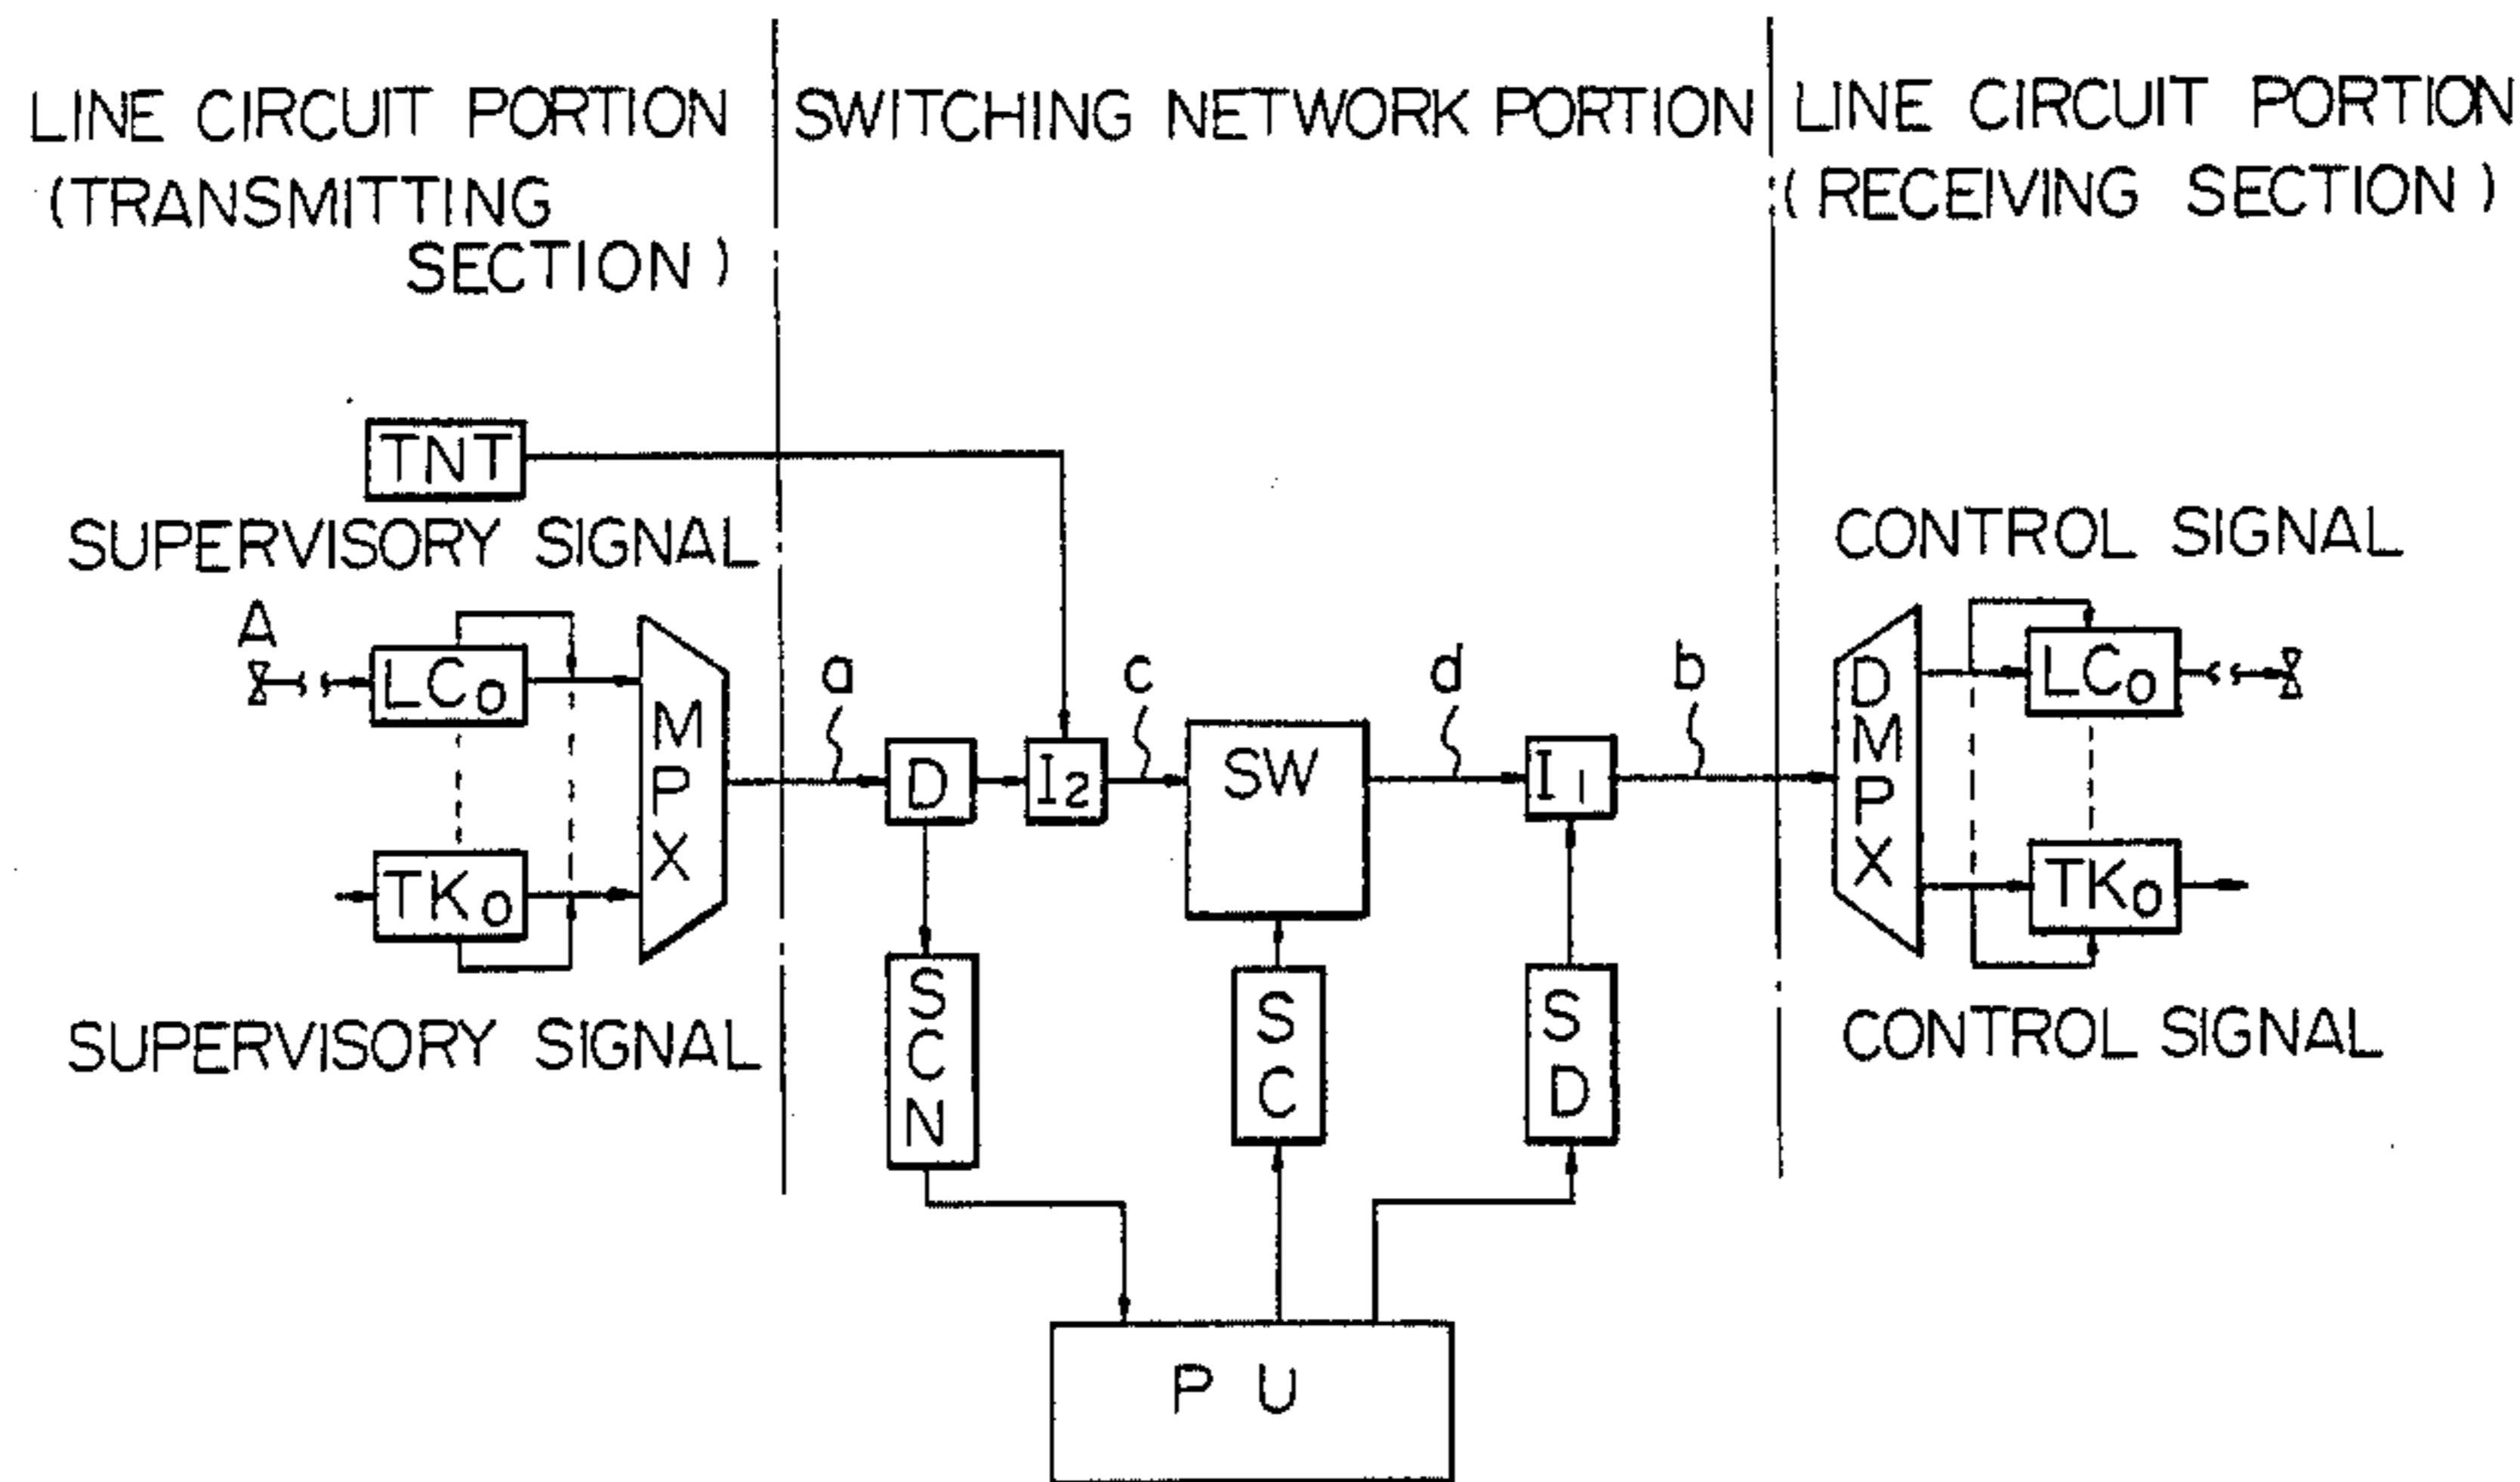 LINE CIRCUIT PORTION
(TRANSMITTING
SECTION)
SWITCHING NETWORK PORTION
LINE CIRCUIT PORTION
(RECEIVING SECTION)
TNT
SUPERVISORY SIGNAL
CONTROL SIGNAL
A
LC0
MPX
TK0
SUPERVISORY SIGNAL
a
D
I2
c
SW
d
I1
b
SCN
SC
SD
PU
DMPX
LC0
TK0
CONTROL SIGNAL